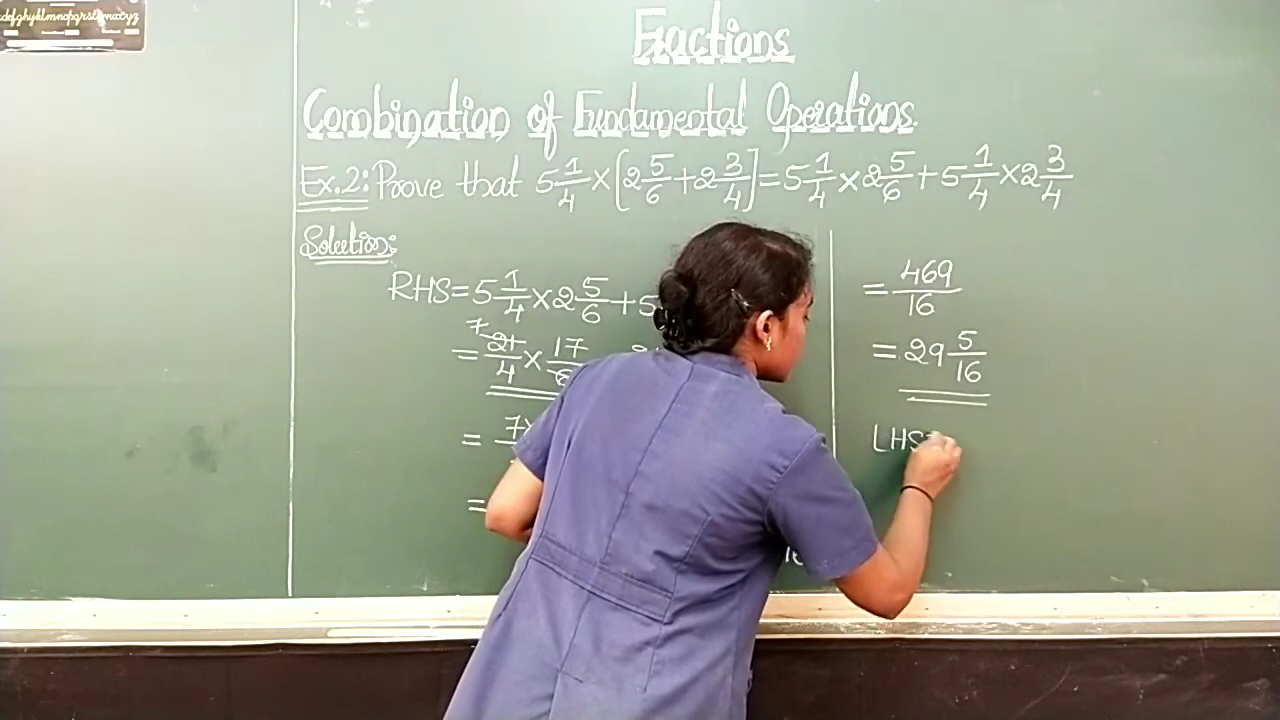 Fractions
Combination of Fundamental Operations.
Ex.2: Prove that 5 1/4 × [2 5/6 + 2 3/4] = 5 1/4 × 2 5/6 + 5 1/4 × 2 3/4
Solution:
RHS = 5 1/4 × 2 5/6 + 5
= 21/4 × 17/6
7
= 7
=
= 469/16
= 29 5/16
LHS=